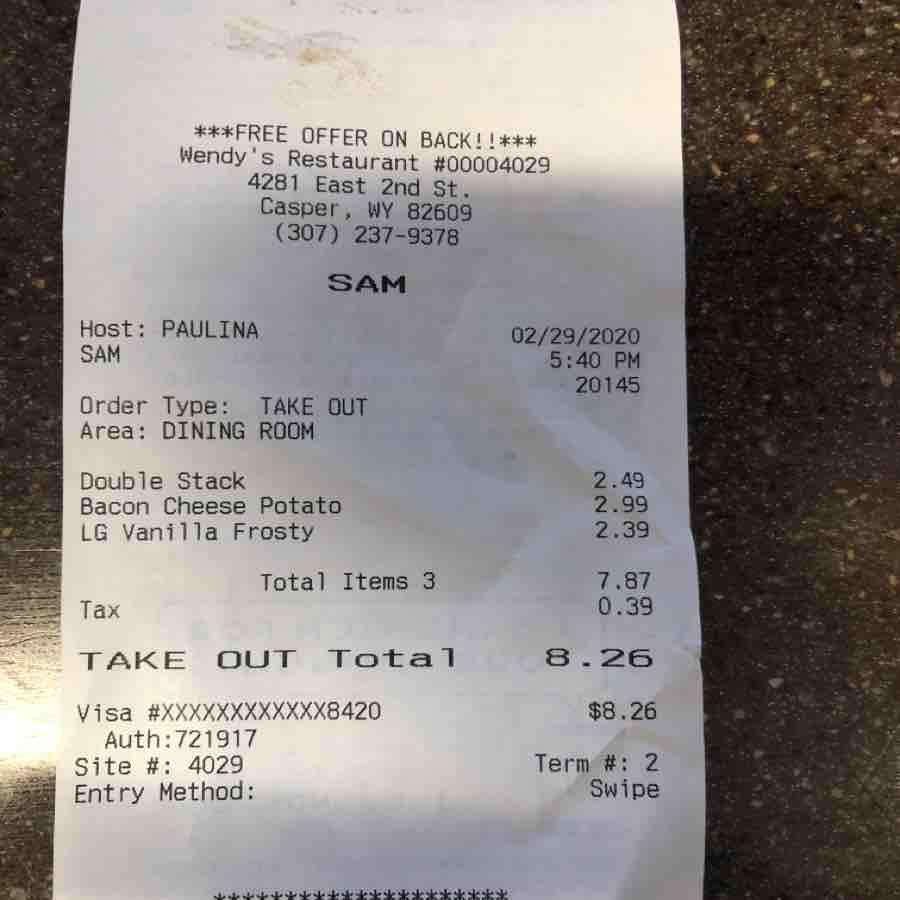 ***FREE OFFER ON BACK!!***
Wendy's Restaurant #00004029
4281 East 2nd St.
Casper, WY 82609
(307) 237-9378
SAM
Host: PAULINA 02/29/2020
SAM 5:40 PM
20145
Order Type: TAKE OUT
Area: DINING ROOM
Double Stack 2.49
Bacon Cheese Potato 2.99
LG Vanilla Frosty 2.39
Total Items 3 7.87
Tax 0.39
TAKE OUT Total 8.26
Visa #XXXXXXXXXXXX8420 $8.26
Auth:721917
Site #: 4029 Term #: 2
Entry Method: Swipe
*********************